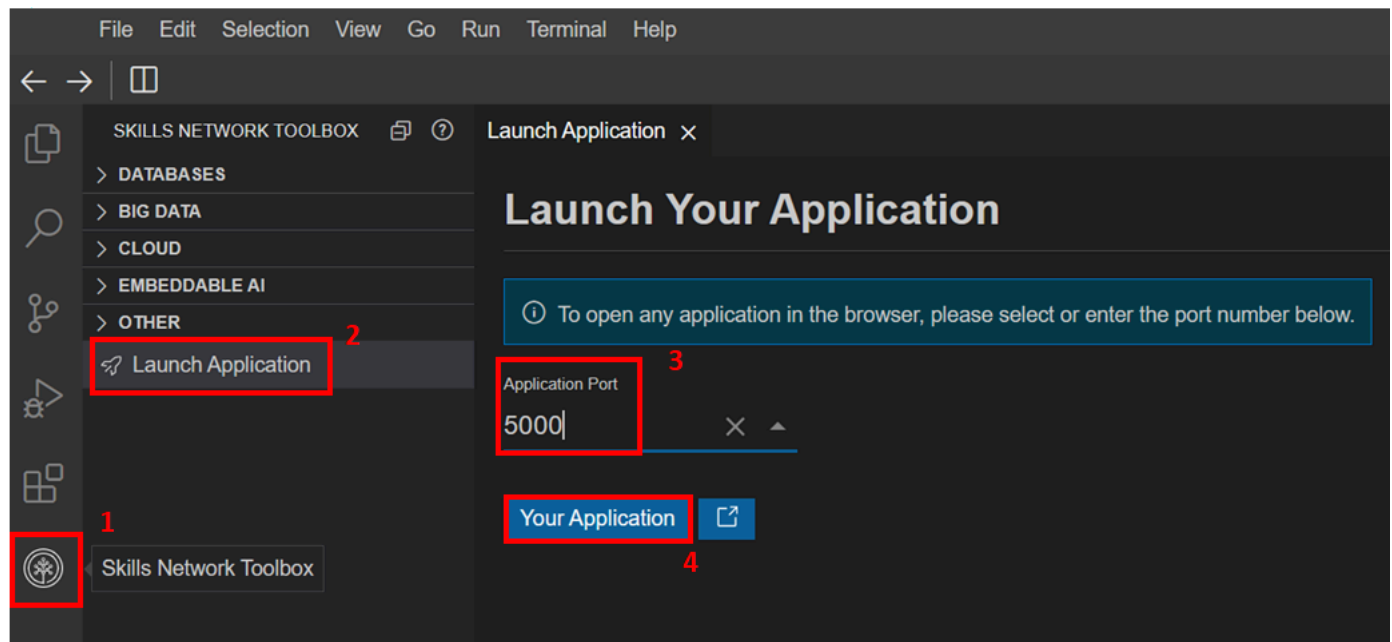 File Edit Selection View Go Run Terminal Help
SKILLS NETWORK TOOLBOX
Launch Application
DATABASES
BIG DATA
CLOUD
EMBEDDABLE AI
OTHER
2
Launch Application
1
Skills Network Toolbox
Launch Your Application
To open any application in the browser, please select or enter the port number below.
3
Application Port
5000
Your Application
4